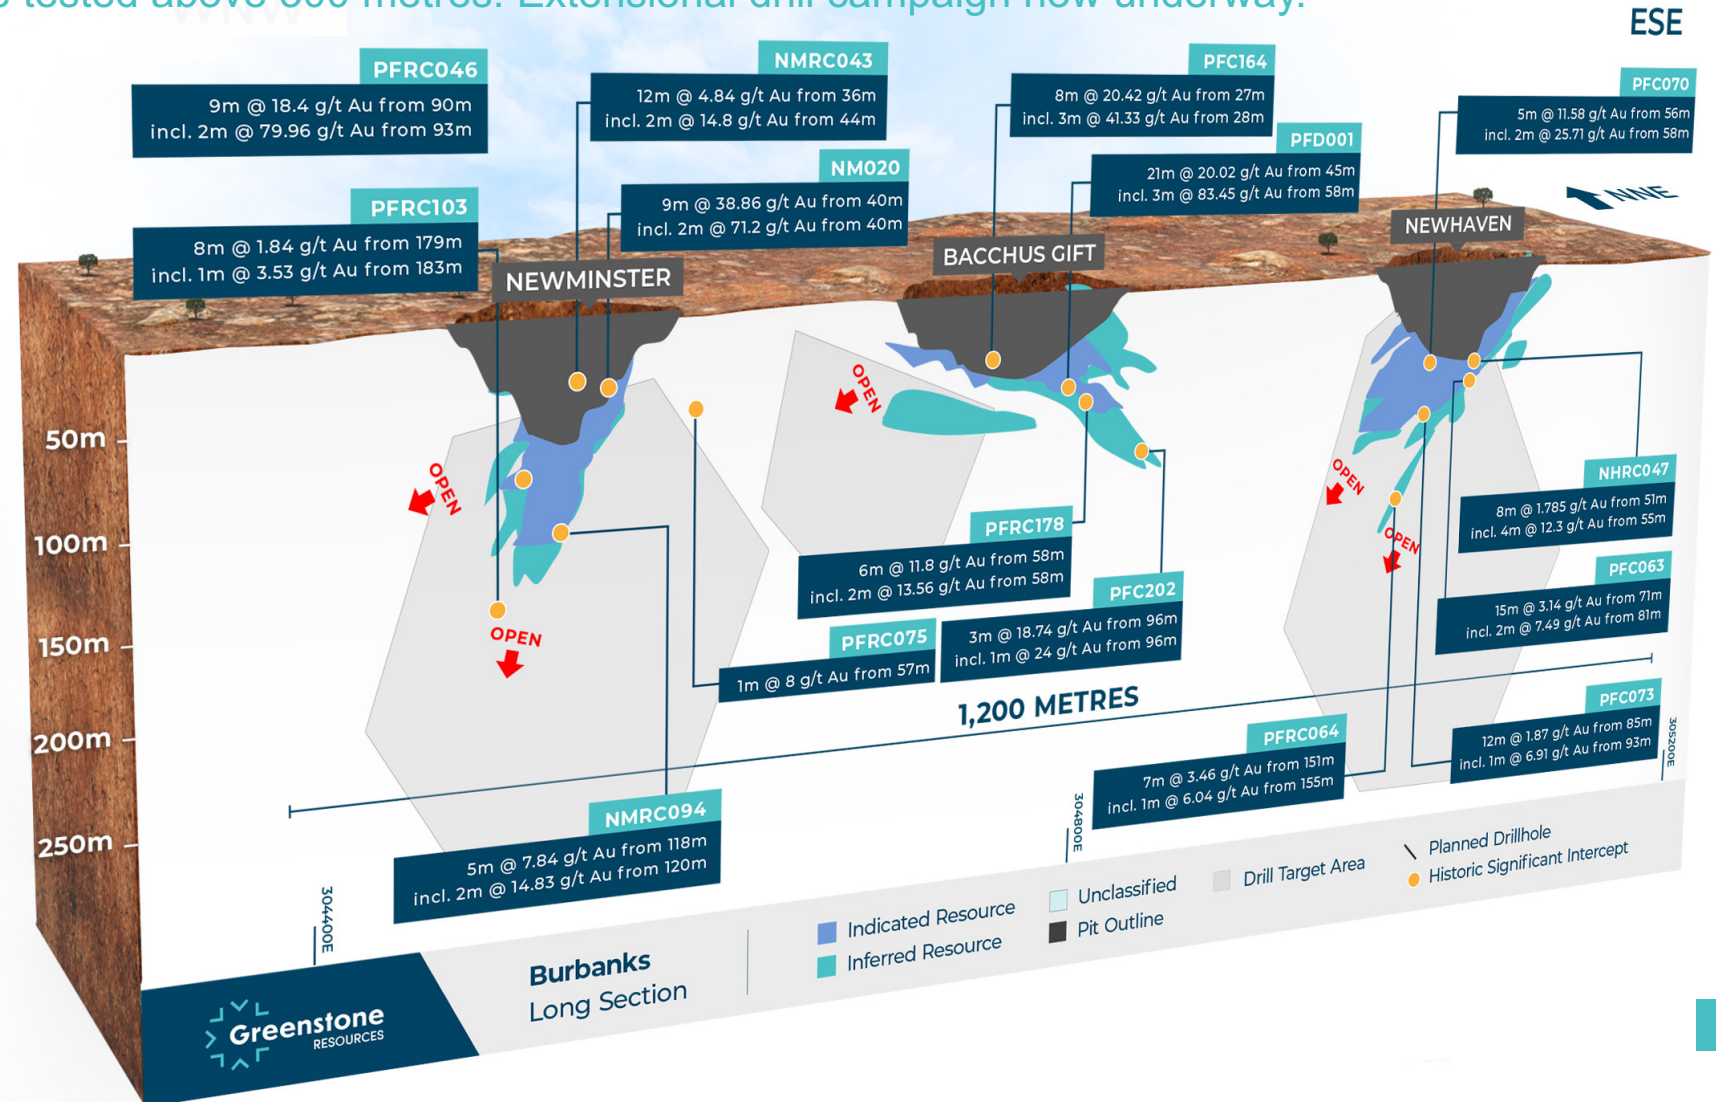 s tested above 300 metres. Extensional drill campaign now underway.
WNW
ESE
PFRC046
9m @ 18.4 g/t Au from 90m
incl. 2m @ 79.96 g/t Au from 93m
NMRC043
12m @ 4.84 g/t Au from 36m
incl. 2m @ 14.8 g/t Au from 44m
PFC164
8m @ 20.42 g/t Au from 27m
incl. 3m @ 41.33 g/t Au from 28m
PFC070
5m @ 11.58 g/t Au from 56m
incl. 2m @ 25.71 g/t Au from 58m
PFD001
21m @ 20.02 g/t Au from 45m
incl. 3m @ 83.45 g/t Au from 58m
NM020
9m @ 38.86 g/t Au from 40m
incl. 2m @ 71.2 g/t Au from 40m
PFRC103
8m @ 1.84 g/t Au from 179m
incl. 1m @ 3.53 g/t Au from 183m
NNE
NEWMINSTER
BACCHUS GIFT
NEWHAVEN
50m
100m
150m
200m
250m
OPEN
OPEN
OPEN
OPEN
OPEN
NHRC047
8m @ 1.785 g/t Au from 51m
incl. 4m @ 12.3 g/t Au from 55m
PFRC178
6m @ 11.8 g/t Au from 58m
incl. 2m @ 13.56 g/t Au from 58m
PFC202
3m @ 18.74 g/t Au from 96m
incl. 1m @ 24 g/t Au from 96m
PFC063
15m @ 3.14 g/t Au from 71m
incl. 2m @ 7.49 g/t Au from 81m
PFRC075
1m @ 8 g/t Au from 57m
1,200 METRES
PFC073
12m @ 1.87 g/t Au from 85m
incl. 1m @ 6.91 g/t Au from 93m
PFRC064
7m @ 3.46 g/t Au from 151m
incl. 1m @ 6.04 g/t Au from 155m
NMRC094
5m @ 7.84 g/t Au from 118m
incl. 2m @ 14.83 g/t Au from 120m
304400E
304800E
305200E
Greenstone
RESOURCES
Burbanks
Long Section
Indicated Resource
Inferred Resource
Unclassified
Pit Outline
Drill Target Area
Planned Drillhole
Historic Significant Intercept